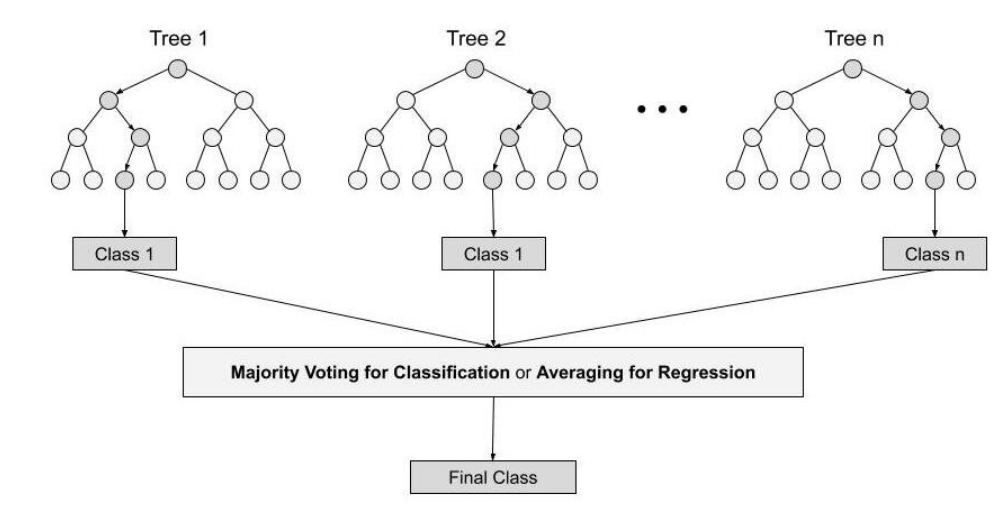 Tree 1
Tree 2
Tree n
Class 1
Class 1
Class n
Majority Voting for Classification or Averaging for Regression
Final Class